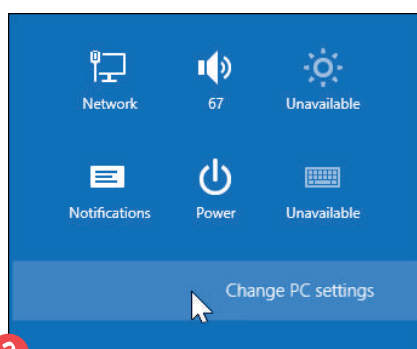 Network 67 Unavailable
Notifications Power Unavailable
Change PC settings